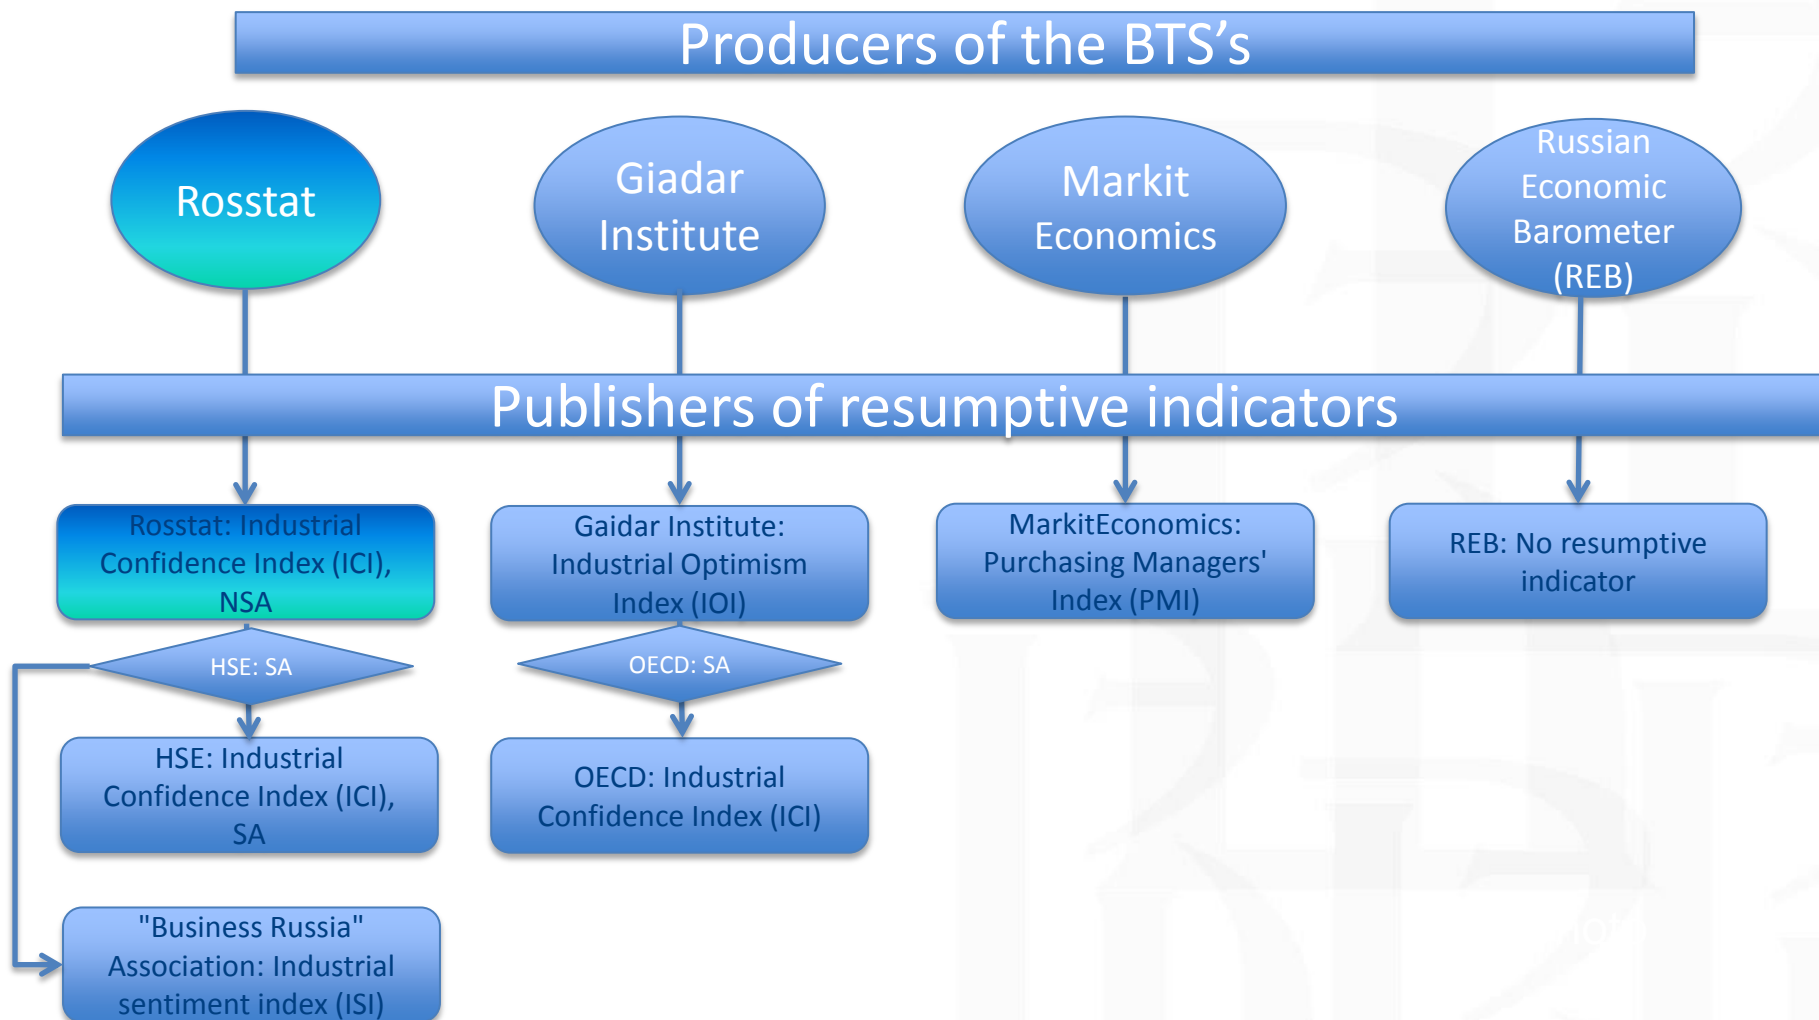 Producers of the BTS's
Rosstat
Giadar
Institute
Markit
Economics
Russian
Economic
Barometer
(REB)
Publishers of resumptive indicators
Rosstat: Industrial
Confidence Index (ICI),
NSA
Gaidar Institute:
Industrial Optimism
Index (IOI)
MarkitEconomics:
Purchasing Managers'
Index (PMI)
REB: No resumptive
indicator
HSE: SA
OECD: SA
HSE: Industrial
Confidence Index (ICI),
SA
OECD: Industrial
Confidence Index (ICI)
"Business Russia"
Association: Industrial
sentiment index (ISI)